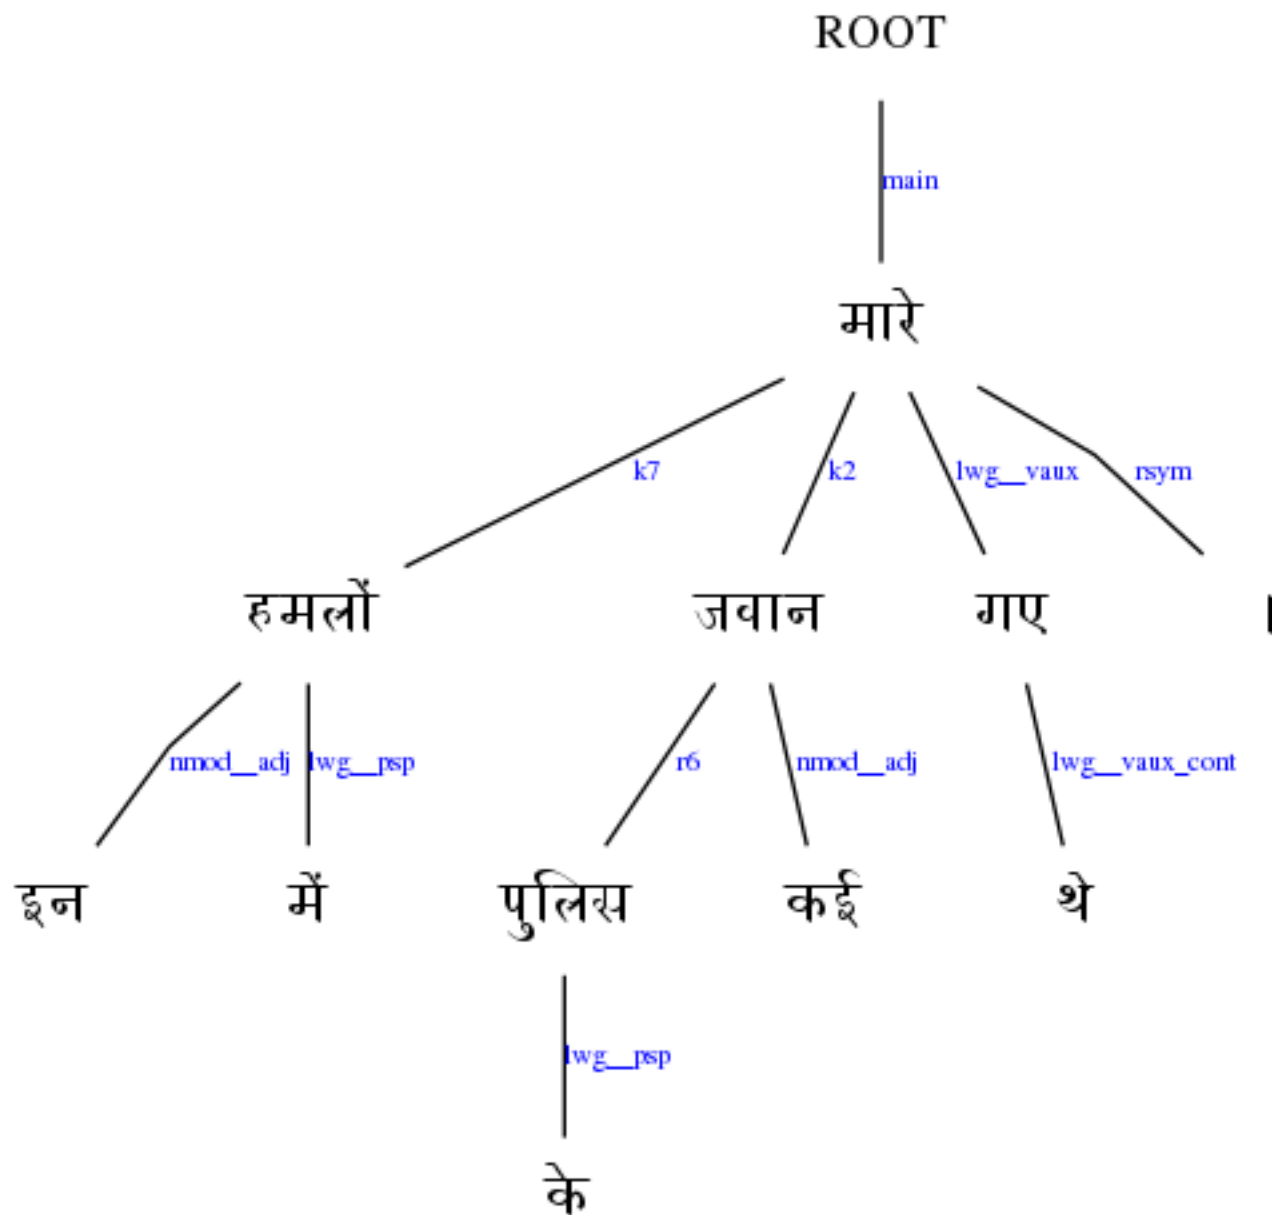 ROOT
main
मारे
k7 k2 lwg__vaux rsym
हमलों जवान गए ।
nmod__adj lwg__psp r6 nmod__adj lwg__vaux_cont
इन में पुलिस कई थे
lwg__psp
के